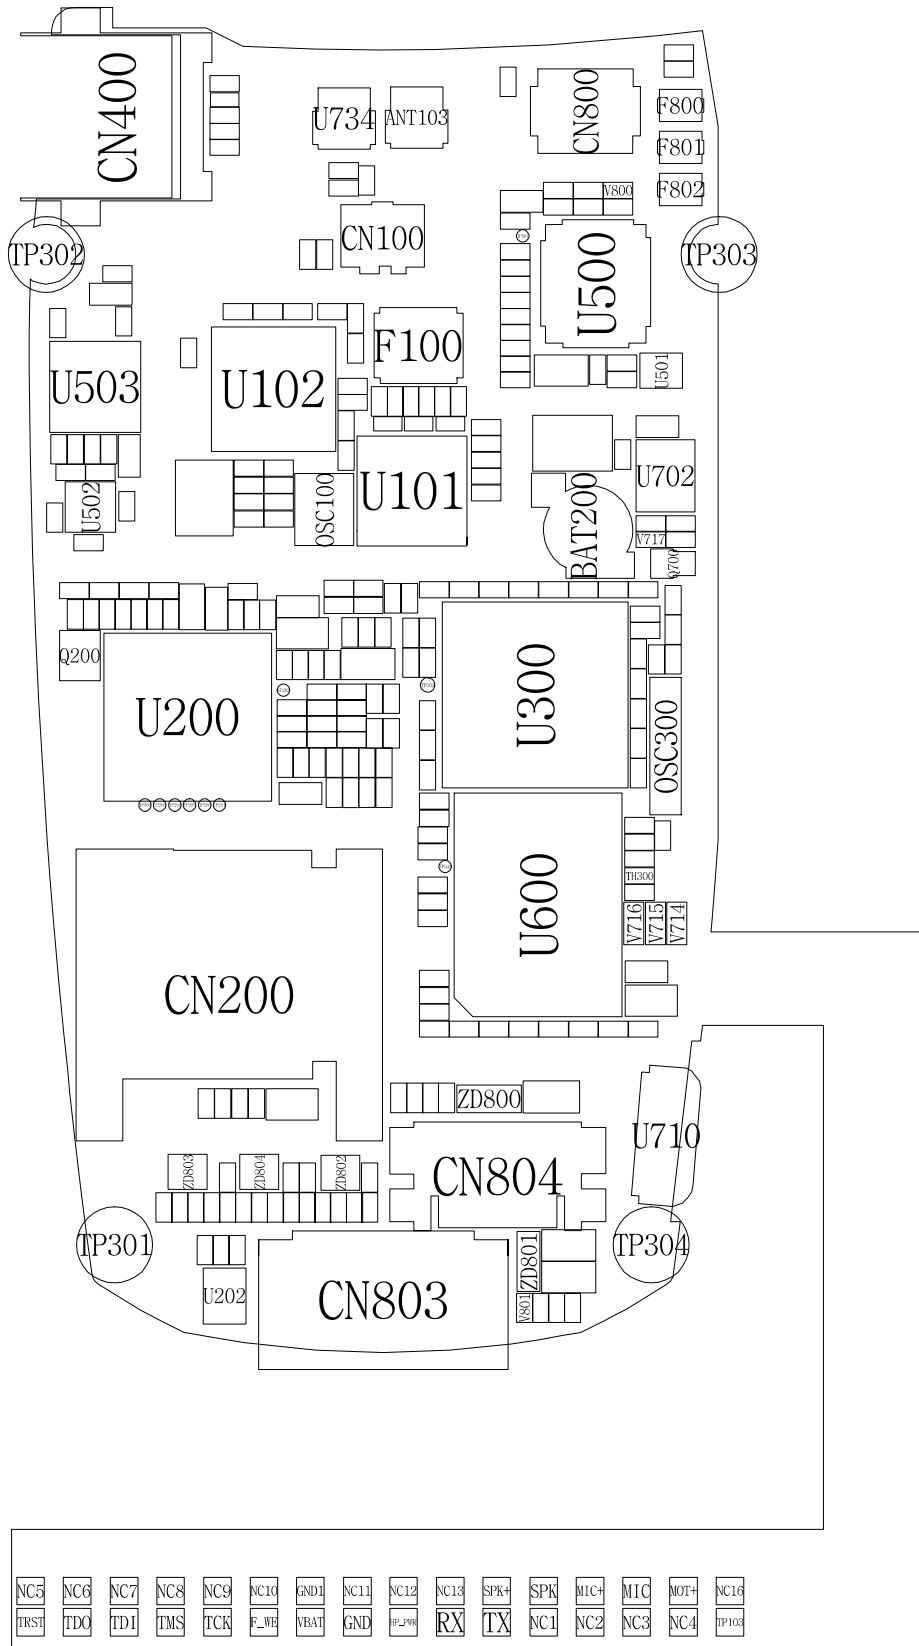 CN400
U734
ANT103
CN800
F800
F801
F802
V800
CN100
TP302
U500
TP303
F100
U503
U102
U501
U502
OSC100
U101
BAT200
U702
V717
Q700
Q200
U200
U300
OSC300
U600
TH300
V716
V715
V714
CN200
ZD800
U710
ZD803
ZD804
ZD802
CN804
TP301
U202
CN803
ZD801
V801
TP304
NC5 NC6 NC7 NC8 NC9 NC10 GND1 NC11 NC12 NC13 SPK+ SPK MIC+ MIC MOT+ NC16
TRST TDO TDI TMS TCK F_WE VBAT GND HP_PWR RX TX NC1 NC2 NC3 NC4 TP103